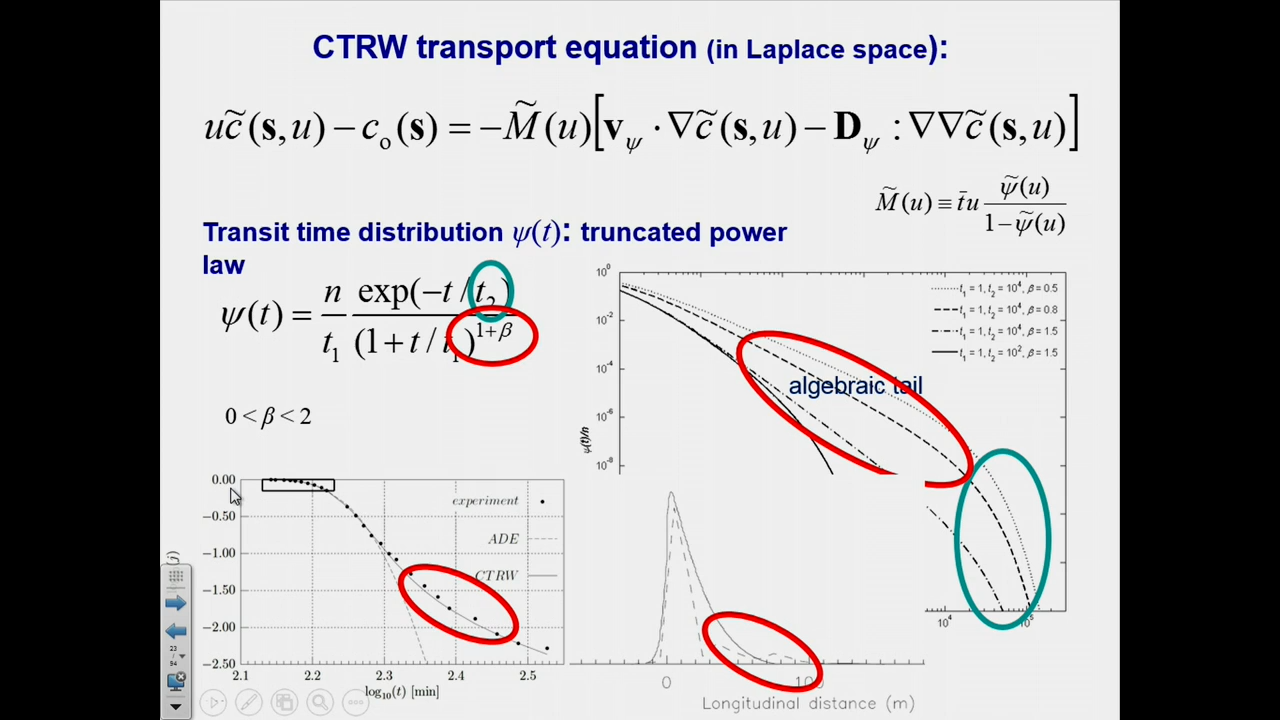 CTRW transport equation (in Laplace space):
uc̃(s,u) − c₀(s) = −M̃(u)[v_ψ · ∇c̃(s,u) − D_ψ : ∇∇c̃(s,u)]
M̃(u) ≡ t̄u ψ̃(u) / 1−ψ̃(u)
Transit time distribution ψ(t): truncated power
law
ψ(t) = n/t₁ exp(−t/t₂) / (1+t/t₁)^1+β
0 < β < 2
10⁰
10⁻²
10⁻⁴
10⁻⁶
10⁻⁸
ψ(t)/n
t₁ = 1, t₂ = 10⁴, β = 0.5
t₁ = 1, t₂ = 10⁴, β = 0.8
t₁ = 1, t₂ = 10⁴, β = 1.5
t₁ = 1, t₂ = 10², β = 1.5
algebraic tail
10⁴
10⁵
0.00
−0.50
−1.00
−1.50
−2.00
−2.50
experiment
ADE
CTRW
2.1 2.2 2.3 2.4 2.5
log₁₀(t) [min]
0 100
Longitudinal distance (m)
23
/
94